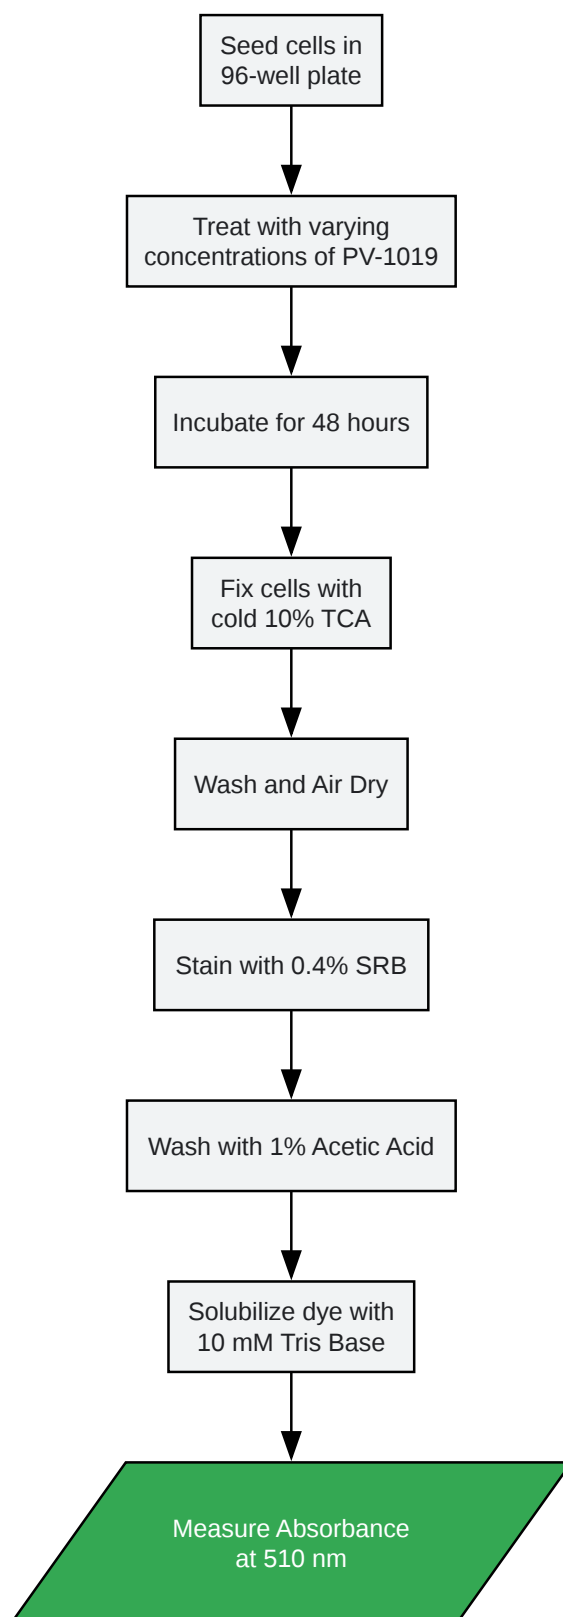 Seed cells in
96-well plate
Treat with varying
concentrations of PV-1019
Incubate for 48 hours
Fix cells with
cold 10% TCA
Wash and Air Dry
Stain with 0.4% SRB
Wash with 1% Acetic Acid
Solubilize dye with
10 mM Tris Base
Measure Absorbance
at 510 nm